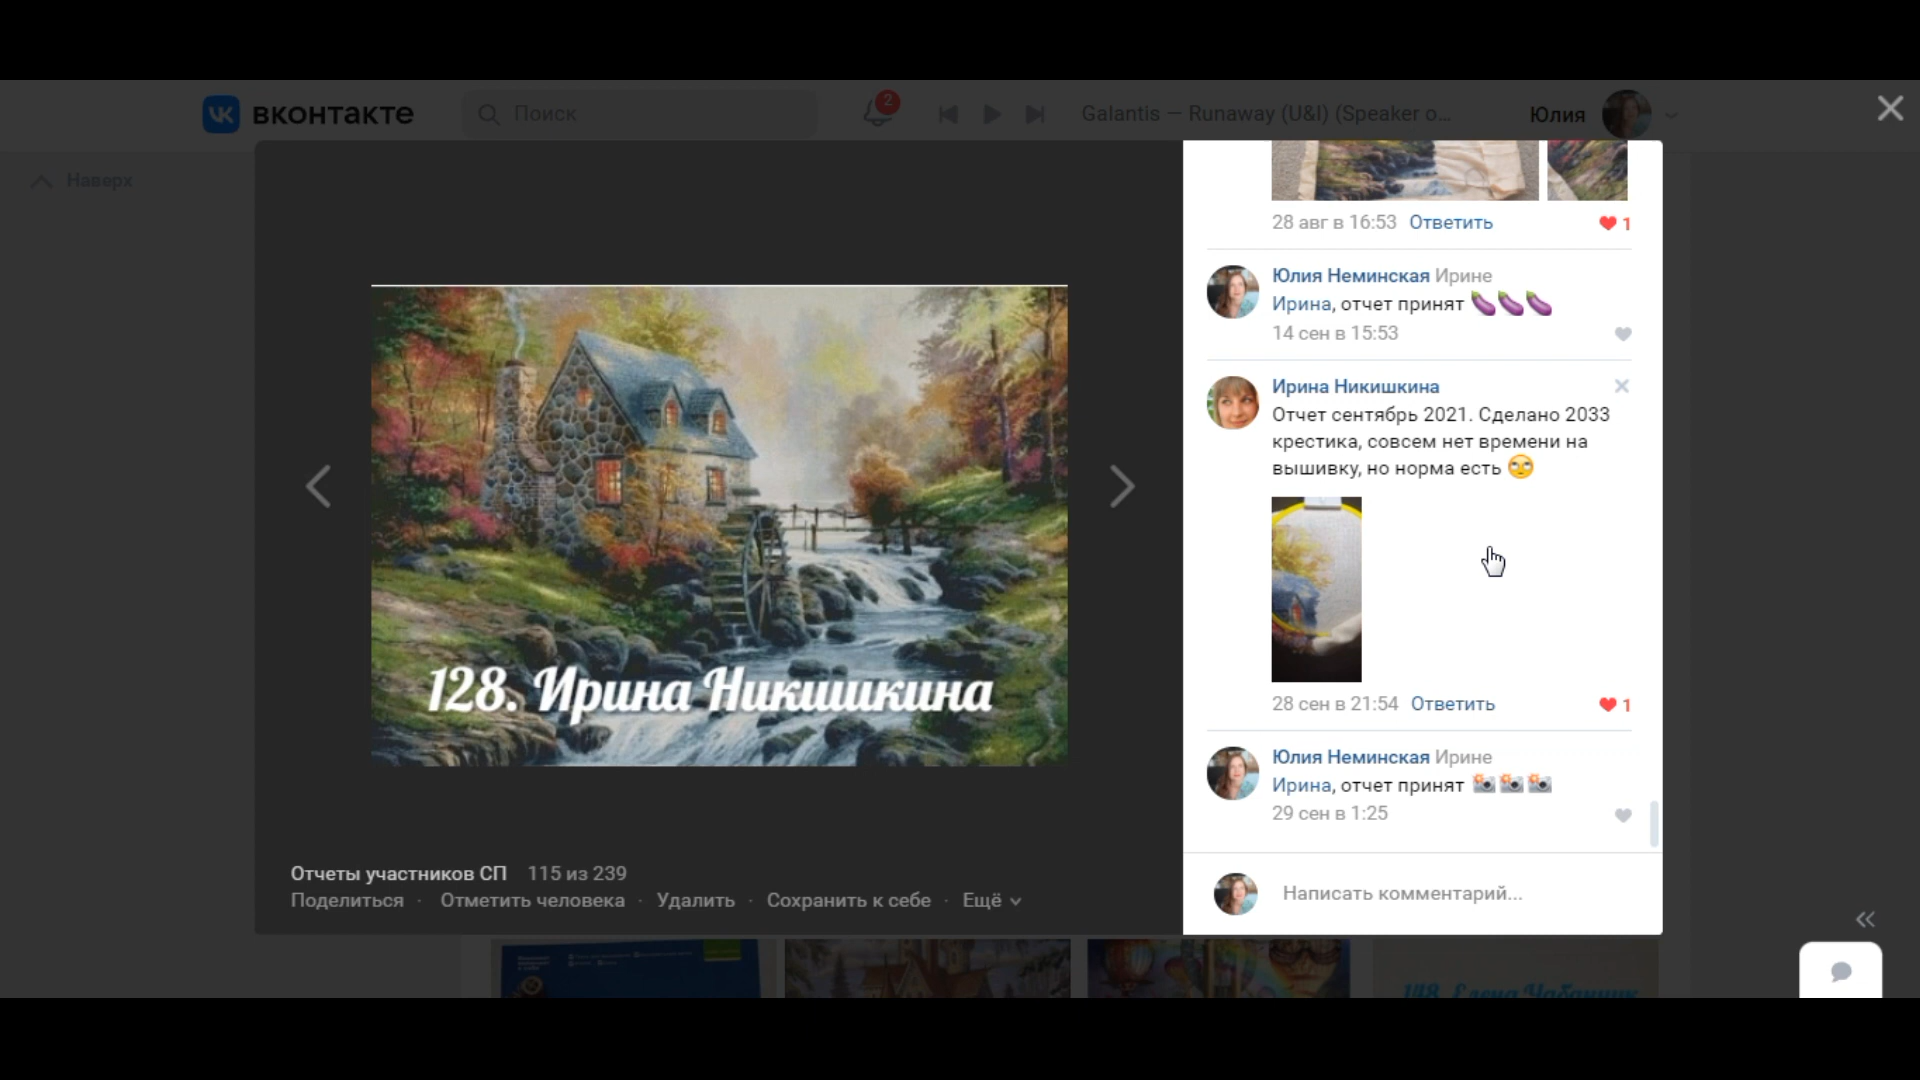 вконтакте
Поиск
2
Galantis — Runaway (U&I) (Speaker o...
Юлия
Наверх
28 авг в 16:53 Ответить
1
Юлия Неминская Ирине
Ирина, отчет принят 🍆🍆🍆
14 сен в 15:53
Ирина Никишкина
Отчет сентябрь 2021. Сделано 2033
крестика, совсем нет времени на
вышивку, но норма есть 🙄
28 сен в 21:54 Ответить
1
Юлия Неминская Ирине
Ирина, отчет принят 📸📸📸
29 сен в 1:25
Написать комментарий...
128. Ирина Никишкина
Отчеты участников СП 115 из 239
Поделиться · Отметить человека · Удалить · Сохранить к себе · Ещё